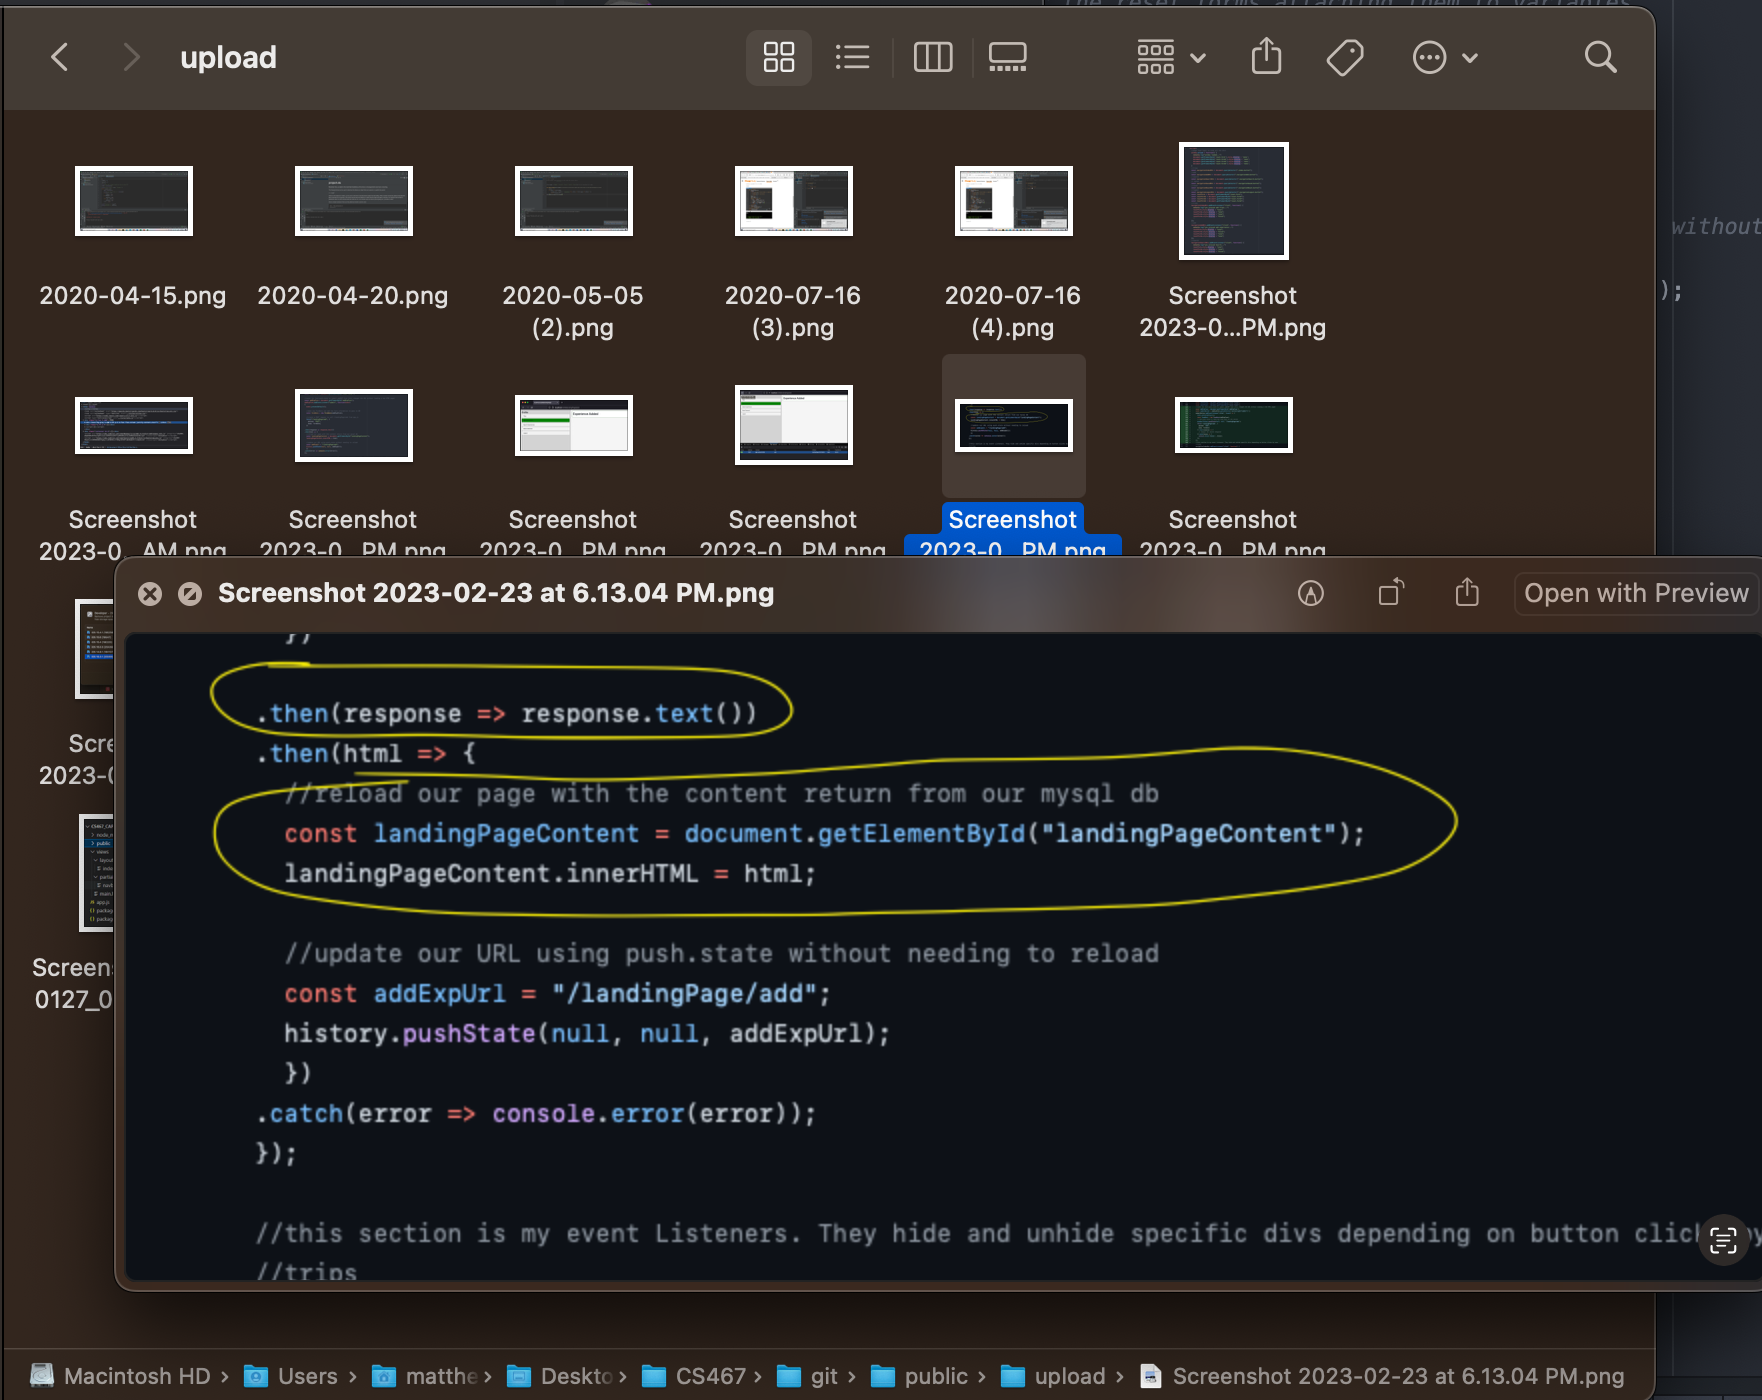 upload
without
);
2020-04-15.png
2020-04-20.png
2020-05-05
(2).png
2020-07-16
(3).png
2020-07-16
(4).png
Screenshot
2023-0...PM.png
Screenshot
2023-0...AM.png
Screenshot
2023-0...PM.png
Screenshot
2023-0...PM.png
Screenshot
2023-0...PM.png
Screenshot
2023-0...PM.png
Screenshot
2023-0...PM.png
Scre
2023-0
Screen
0127_0
Screenshot 2023-02-23 at 6.13.04 PM.png
Open with Preview
})
.then(response => response.text())
.then(html => {
//reload our page with the content return from our mysql db
const landingPageContent = document.getElementById("landingPageContent");
landingPageContent.innerHTML = html;
//update our URL using push.state without needing to reload
const addExpUrl = "/landingPage/add";
history.pushState(null, null, addExpUrl);
})
.catch(error => console.error(error));
});
//this section is my event Listeners. They hide and unhide specific divs depending on button click
//trips
Macintosh HD › Users › matthe › Deskto › CS467 › git › public › upload › Screenshot 2023-02-23 at 6.13.04 PM.png